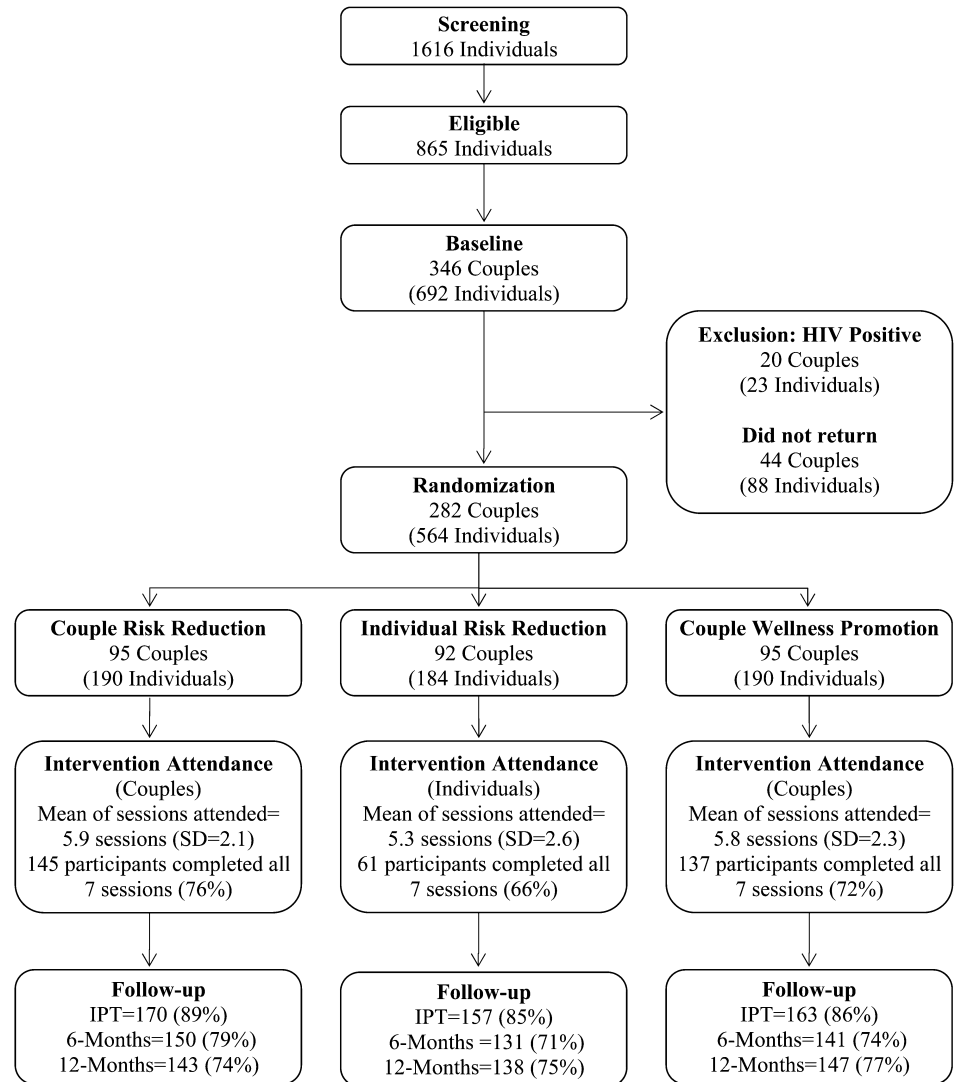 Screening
1616 Individuals
Eligible
865 Individuals
Baseline
346 Couples
(692 Individuals)
Exclusion: HIV Positive
20 Couples
(23 Individuals)
Did not return
44 Couples
(88 Individuals)
Randomization
282 Couples
(564 Individuals)
Couple Risk Reduction
95 Couples
(190 Individuals)
Individual Risk Reduction
92 Couples
(184 Individuals)
Couple Wellness Promotion
95 Couples
(190 Individuals)
Intervention Attendance
(Couples)
Mean of sessions attended=
5.9 sessions (SD=2.1)
145 participants completed all
7 sessions (76%)
Intervention Attendance
(Individuals)
Mean of sessions attended=
5.3 sessions (SD=2.6)
61 participants completed all
7 sessions (66%)
Intervention Attendance
(Couples)
Mean of sessions attended=
5.8 sessions (SD=2.3)
137 participants completed all
7 sessions (72%)
Follow-up
IPT=170 (89%)
6-Months=150 (79%)
12-Months=143 (74%)
Follow-up
IPT=157 (85%)
6-Months =131 (71%)
12-Months=138 (75%)
Follow-up
IPT=163 (86%)
6-Months=141 (74%)
12-Months=147 (77%)